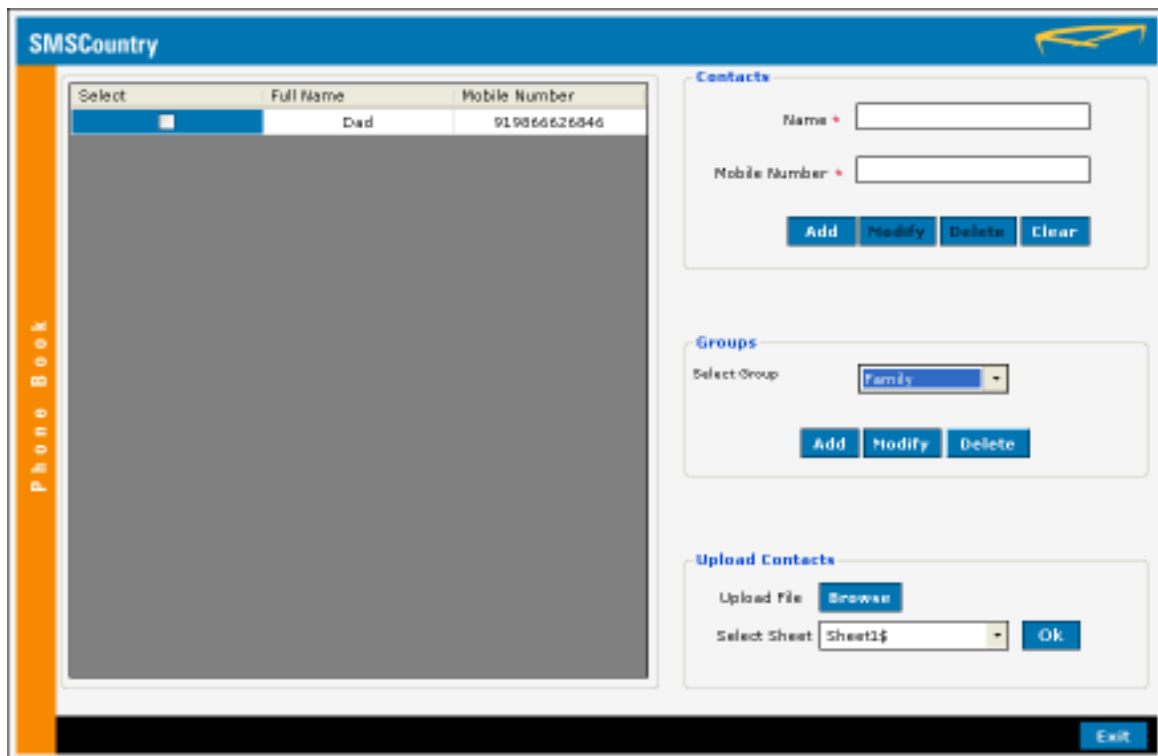 SMSCountry
Phone Book
Select Full Name Mobile Number
Dad 919866626846
Contacts
Name *
Mobile Number *
Add Modify Delete Clear
Groups
Select Group Family
Add Modify Delete
Upload Contacts
Upload File Browse
Select Sheet Sheet1$ Ok
Exit